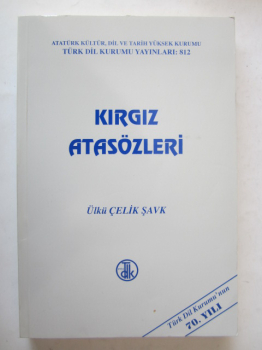 ATATÜRK KÜLTÜR, DİL VE TARİH YÜKSEK KURUMU
TÜRK DİL KURUMU YAYINLARI: 812
KIRGIZ
ATASÖZLERİ
Ülkü ÇELİK ŞAVK
tdk
Türk Dil Kurumu'nun
70. YILI